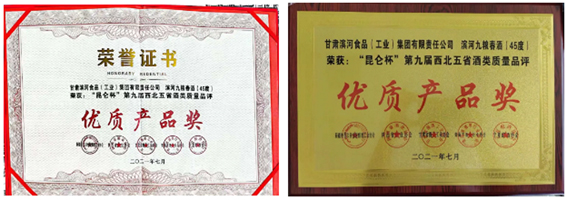 荣誉证书
HONORARY CREDENTIAL
甘肃滨河食品(工业)集团有限责任公司 滨河九粮春酒(45度)
荣获:“昆仑杯”第九届西北五省酒类质量品评
优质产品奖
二〇二一年七月
甘肃滨河食品(工业)集团有限责任公司 滨河九粮春酒(45度)
荣获:“昆仑杯”第九届西北五省酒类质量品评
优质产品奖
二〇二一年七月